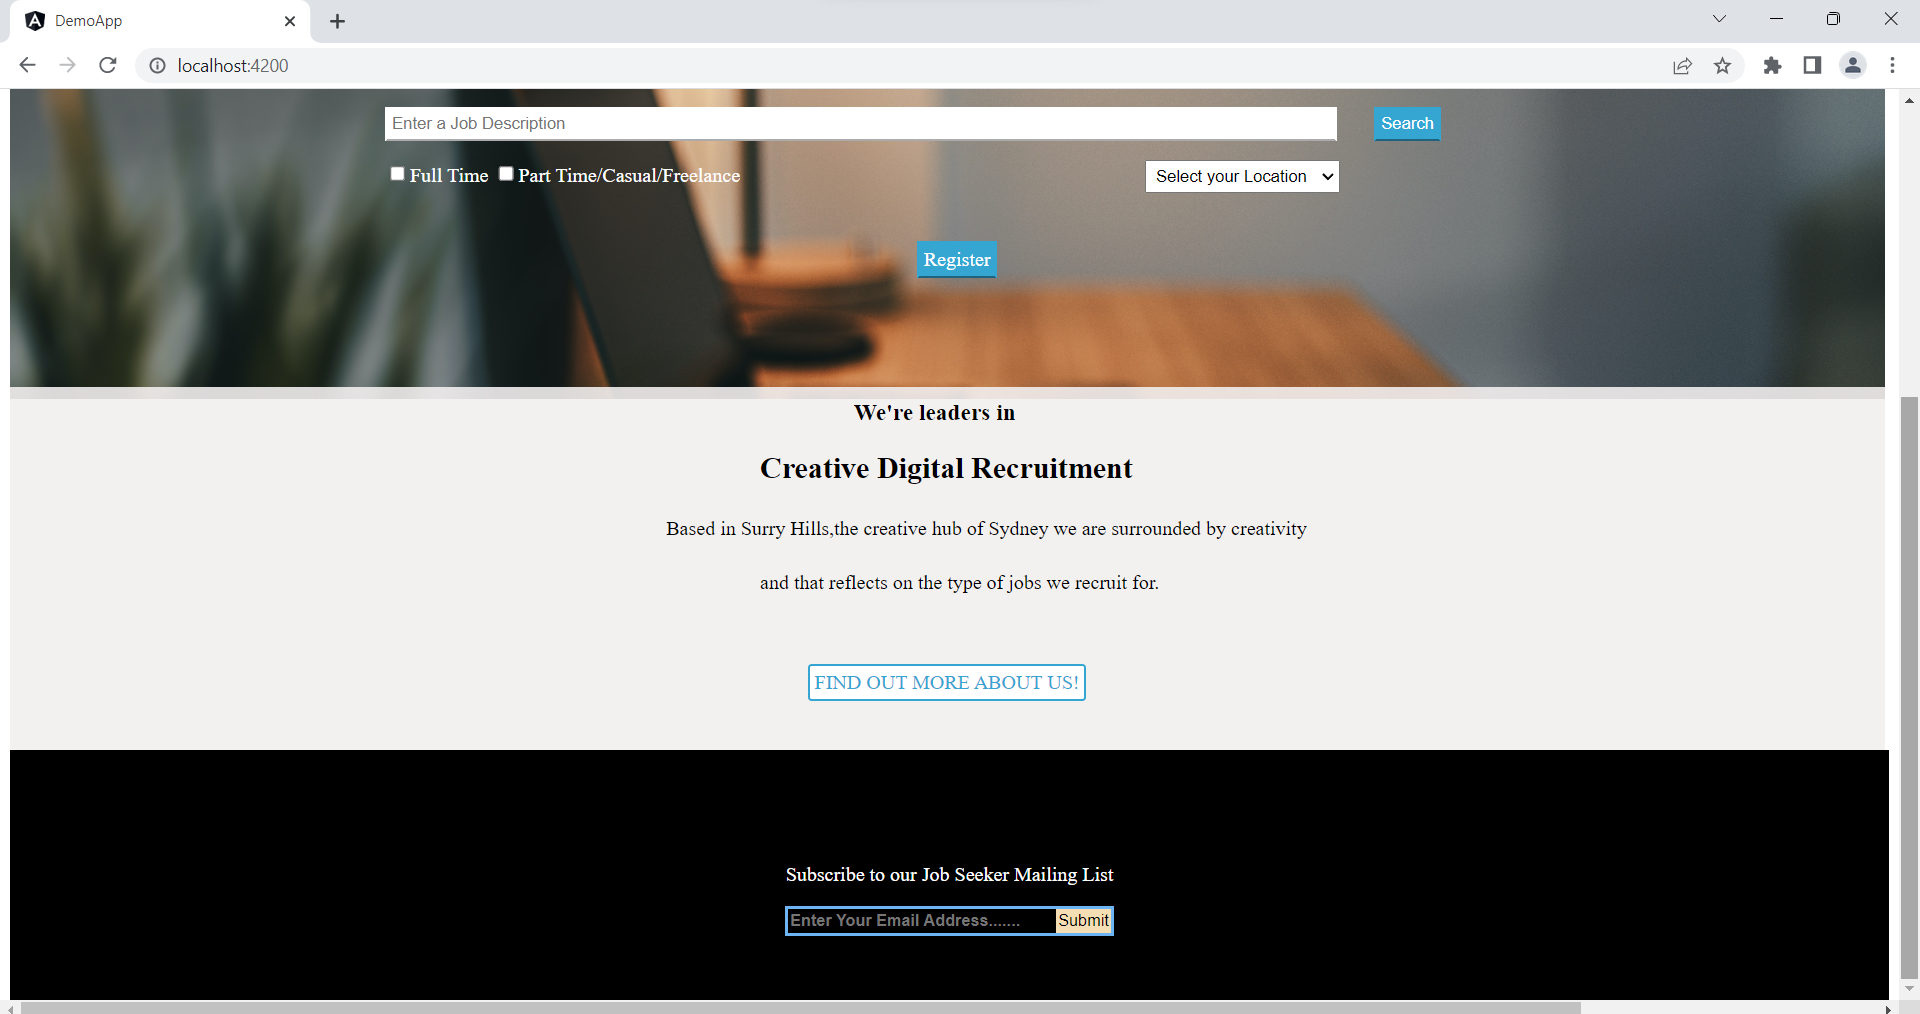 DemoApp
localhost:4200
Enter a Job Description
Search
Full Time Part Time/Casual/Freelance
Select your Location
Register
We're leaders in
Creative Digital Recruitment
Based in Surry Hills,the creative hub of Sydney we are surrounded by creativity
and that reflects on the type of jobs we recruit for.
FIND OUT MORE ABOUT US!
Subscribe to our Job Seeker Mailing List
Enter Your Email Address....... Submit